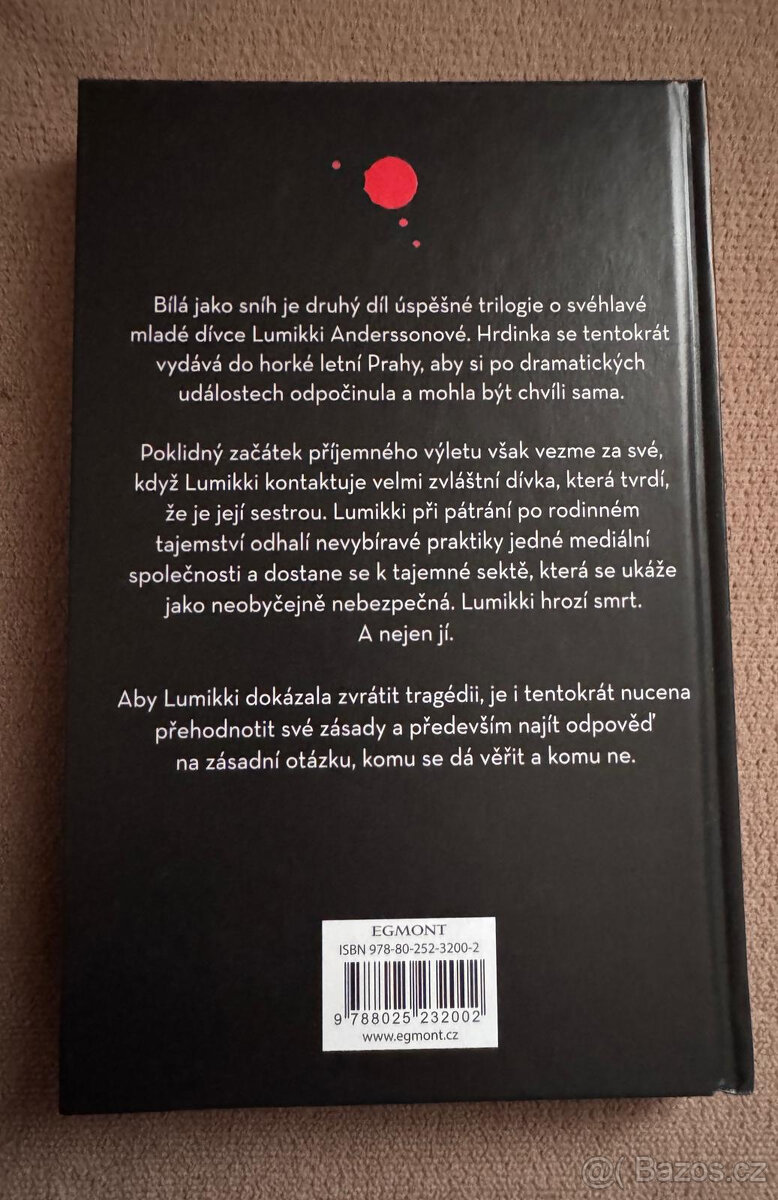 Bílá jako sníh je druhý díl úspěšné trilogie o svéhlavé
mladé dívce Lumikki Anderssonové. Hrdinka se tentokrát
vydává do horké letní Prahy, aby si po dramatických
událostech odpočinula a mohla být chvíli sama.
Poklidný začátek příjemného výletu však vezme za své,
když Lumikki kontaktuje velmi zvláštní dívka, která tvrdí,
že je její sestrou. Lumikki při pátrání po rodinném
tajemství odhalí nevybíravé praktiky jedné mediální
společnosti a dostane se k tajemné sektě, která se ukáže
jako neobyčejně nebezpečná. Lumikki hrozí smrt.
A nejen jí.
Aby Lumikki dokázala zvrátit tragédii, je i tentokrát nucena
přehodnotit své zásady a především najít odpověď
na zásadní otázku, komu se dá věřit a komu ne.
EGMONT
ISBN 978-80-252-3200-2
9 788025 232002
www.egmont.cz
@( Bazos.cz